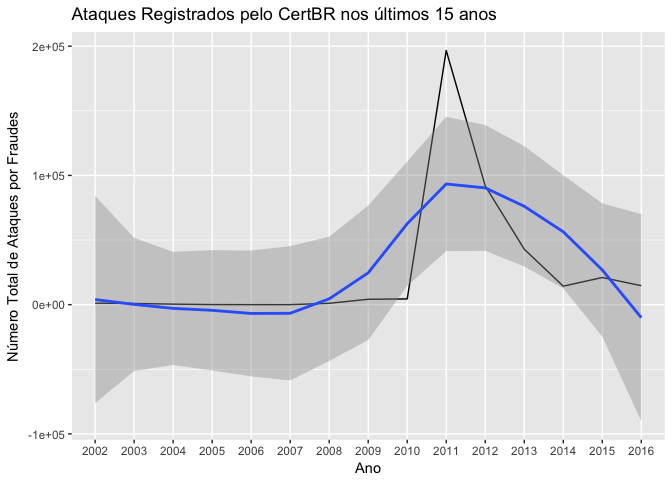 Ataques Registrados pelo CertBR nos últimos 15 anos
Número Total de Ataques por Fraudes
2e+05
1e+05
0e+00
-1e+05
2002 2003 2004 2005 2006 2007 2008 2009 2010 2011 2012 2013 2014 2015 2016
Ano